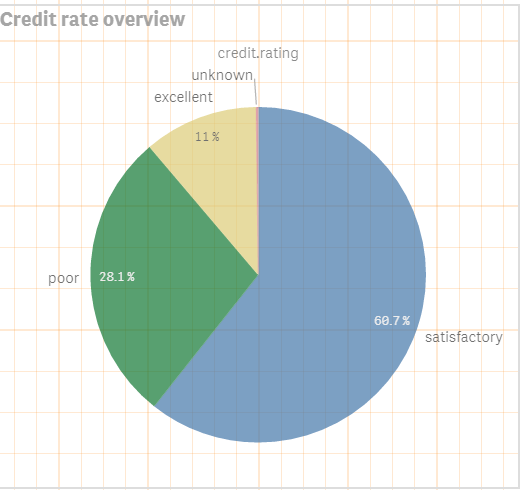 Credit rate overview
credit.rating
unknown
excellent
11 %
poor
28.1 %
60.7 %
satisfactory